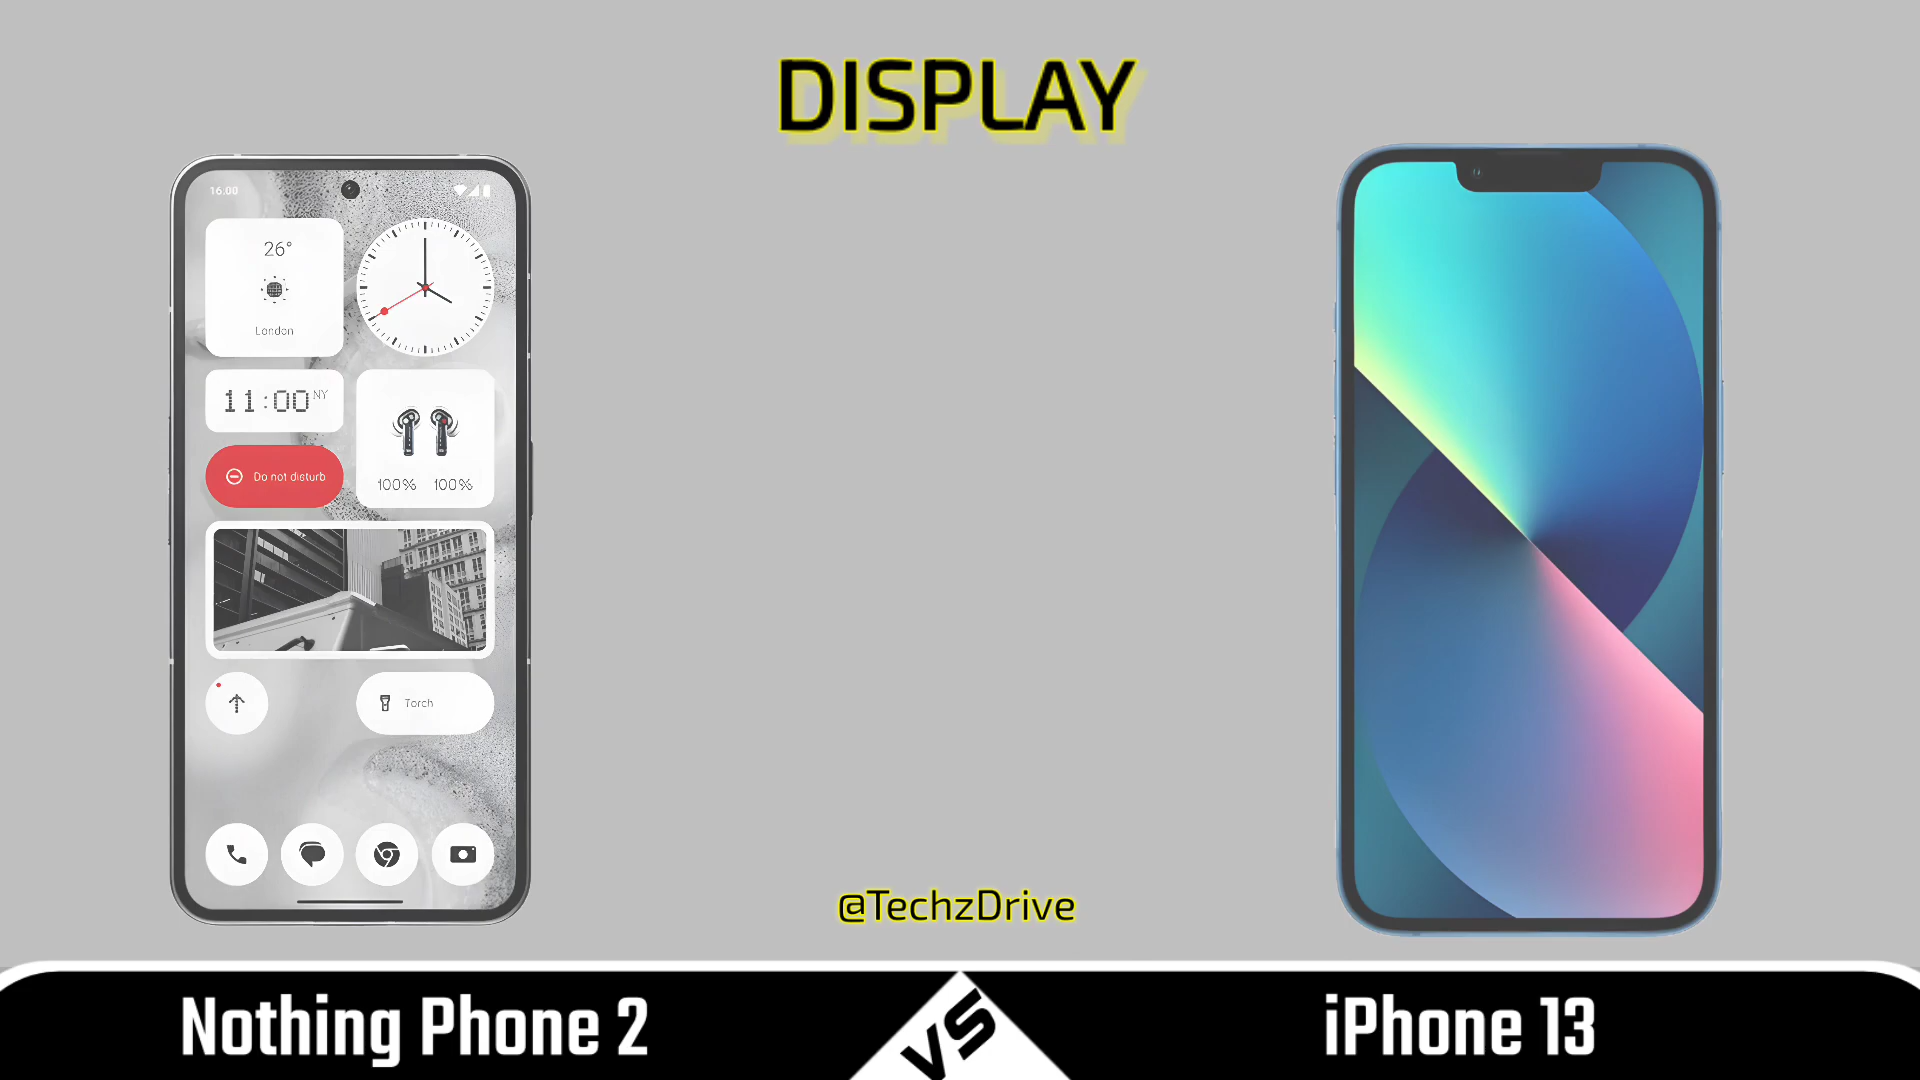 DISPLAY
16.00
26°
London
11:00 NY
Do not disturb
100% 100%
Torch
@TechzDrive
Nothing Phone 2
VS
iPhone 13